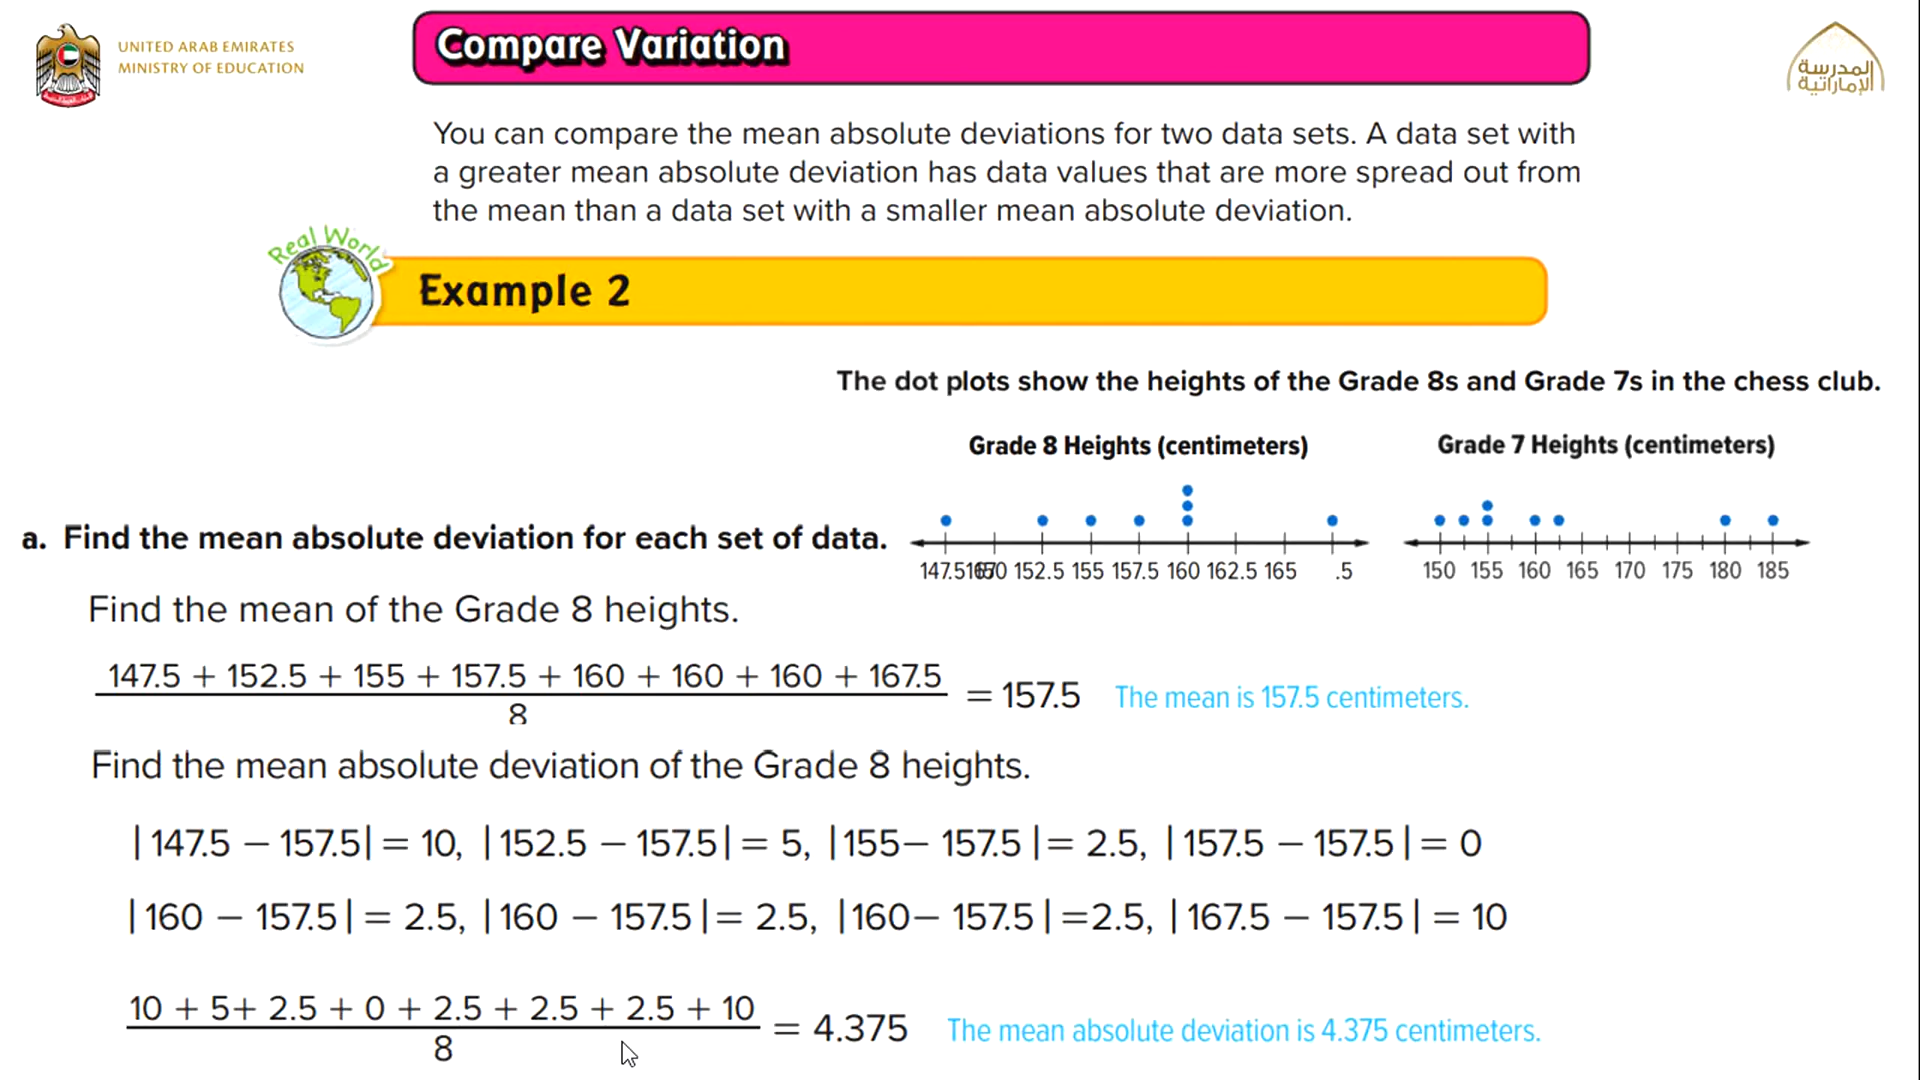 UNITED ARAB EMIRATES
MINISTRY OF EDUCATION
Compare Variation
المدرسة
الإماراتية
You can compare the mean absolute deviations for two data sets. A data set with
a greater mean absolute deviation has data values that are more spread out from
the mean than a data set with a smaller mean absolute deviation.
Real World
Example 2
The dot plots show the heights of the Grade 8s and Grade 7s in the chess club.
Grade 8 Heights (centimeters)
Grade 7 Heights (centimeters)
a. Find the mean absolute deviation for each set of data.
147.5 152.5 155 157.5 160 162.5 165 .5
150 155 160 165 170 175 180 185
Find the mean of the Grade 8 heights.
147.5 + 152.5 + 155 + 157.5 + 160 + 160 + 160 + 167.5
8
= 157.5 The mean is 157.5 centimeters.
Find the mean absolute deviation of the Grade 8 heights.
|147.5 – 157.5| = 10, |152.5 – 157.5| = 5, |155– 157.5 |= 2.5, |157.5 – 157.5| = 0
|160 – 157.5| = 2.5, |160 – 157.5|= 2.5, |160– 157.5| =2.5, |167.5 – 157.5| = 10
10 + 5+ 2.5 + 0 + 2.5 + 2.5 + 2.5 + 10
8
= 4.375 The mean absolute deviation is 4.375 centimeters.